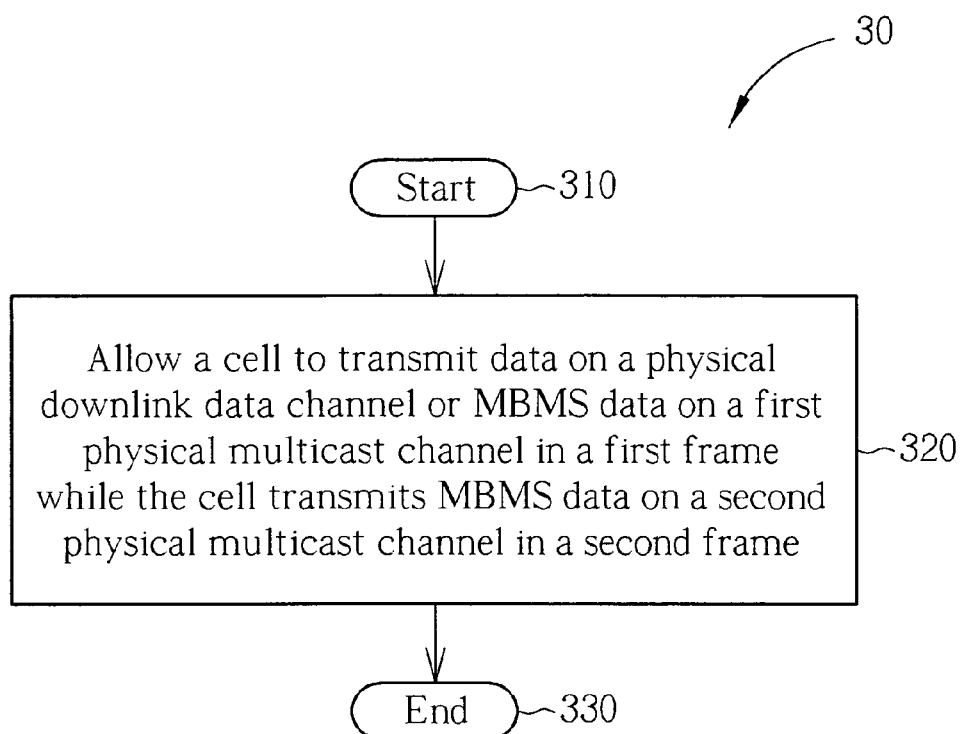 30
Start
310
Allow a cell to transmit data on a physical
downlink data channel or MBMS data on a first
physical multicast channel in a first frame
while the cell transmits MBMS data on a second
physical multicast channel in a second frame
320
End
330